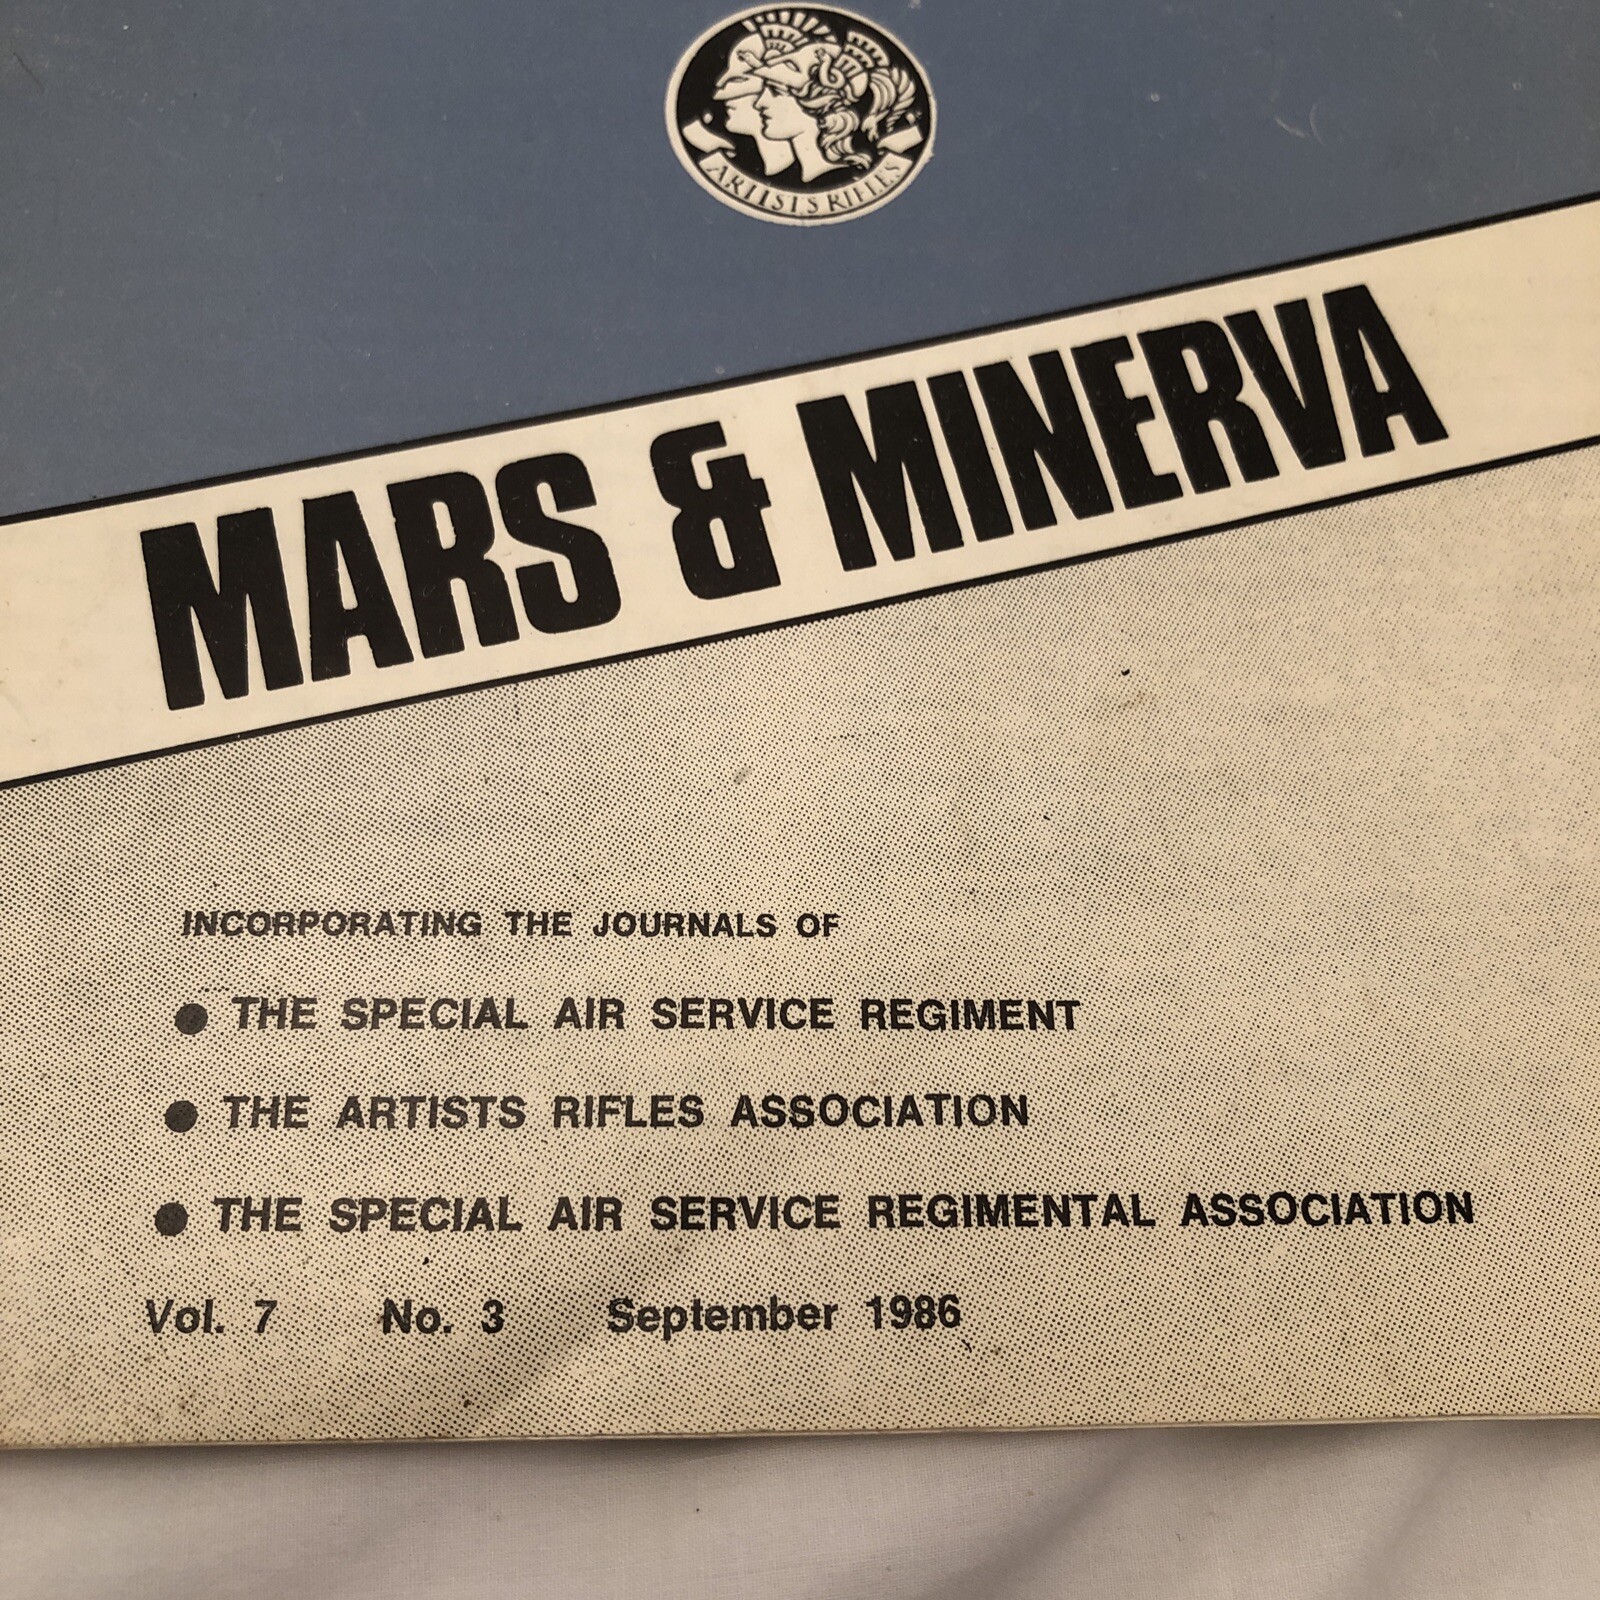 ARTISTS RIFLES
MARS & MINERVA
INCORPORATING THE JOURNALS OF
● THE SPECIAL AIR SERVICE REGIMENT
● THE ARTISTS RIFLES ASSOCIATION
● THE SPECIAL AIR SERVICE REGIMENTAL ASSOCIATION
Vol. 7 No. 3 September 1986